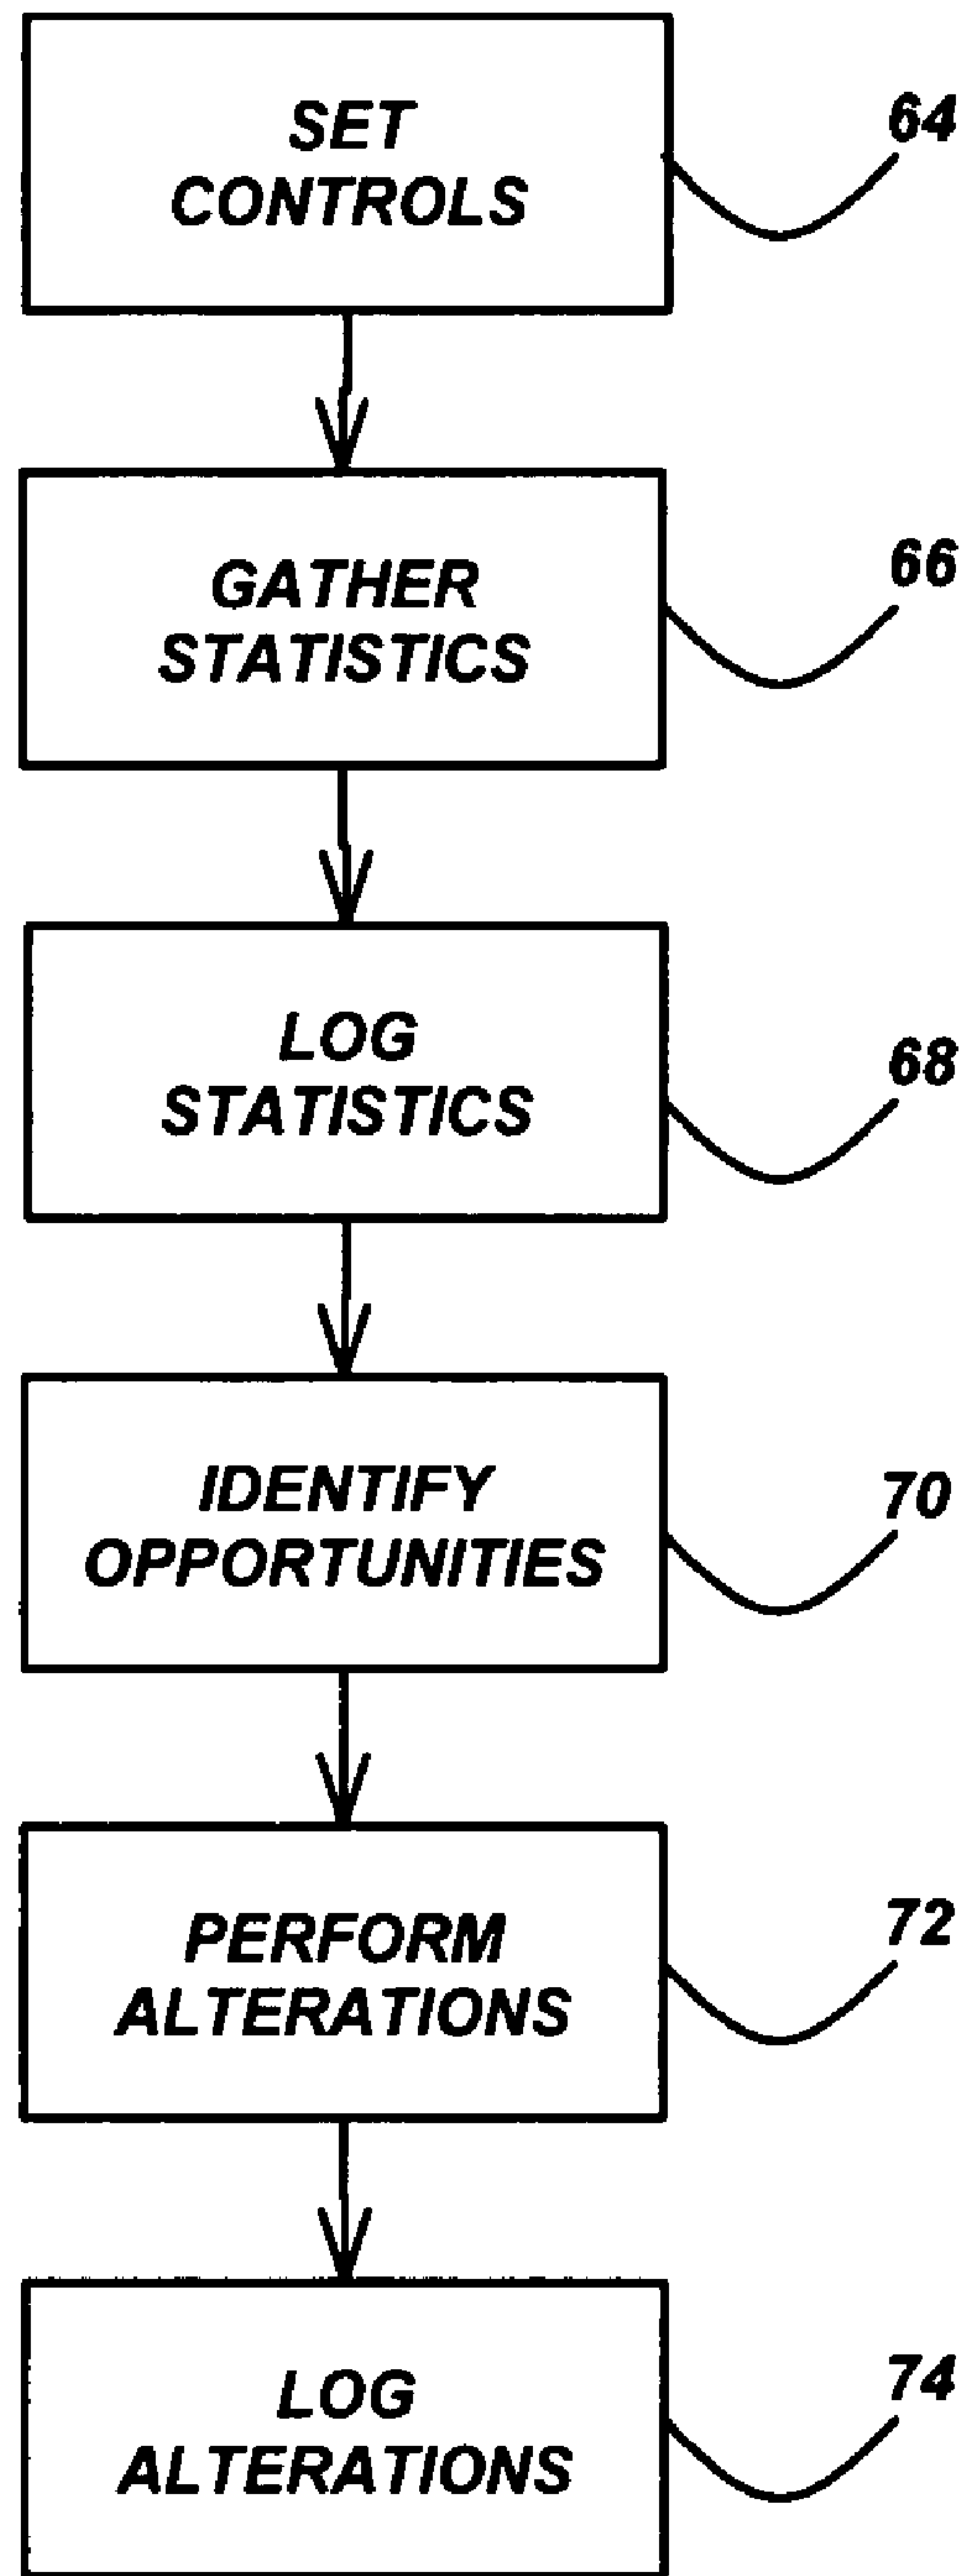 SET
CONTROLS
64
GATHER
STATISTICS
66
LOG
STATISTICS
68
IDENTIFY
OPPORTUNITIES
70
PERFORM
ALTERATIONS
72
LOG
ALTERATIONS
74